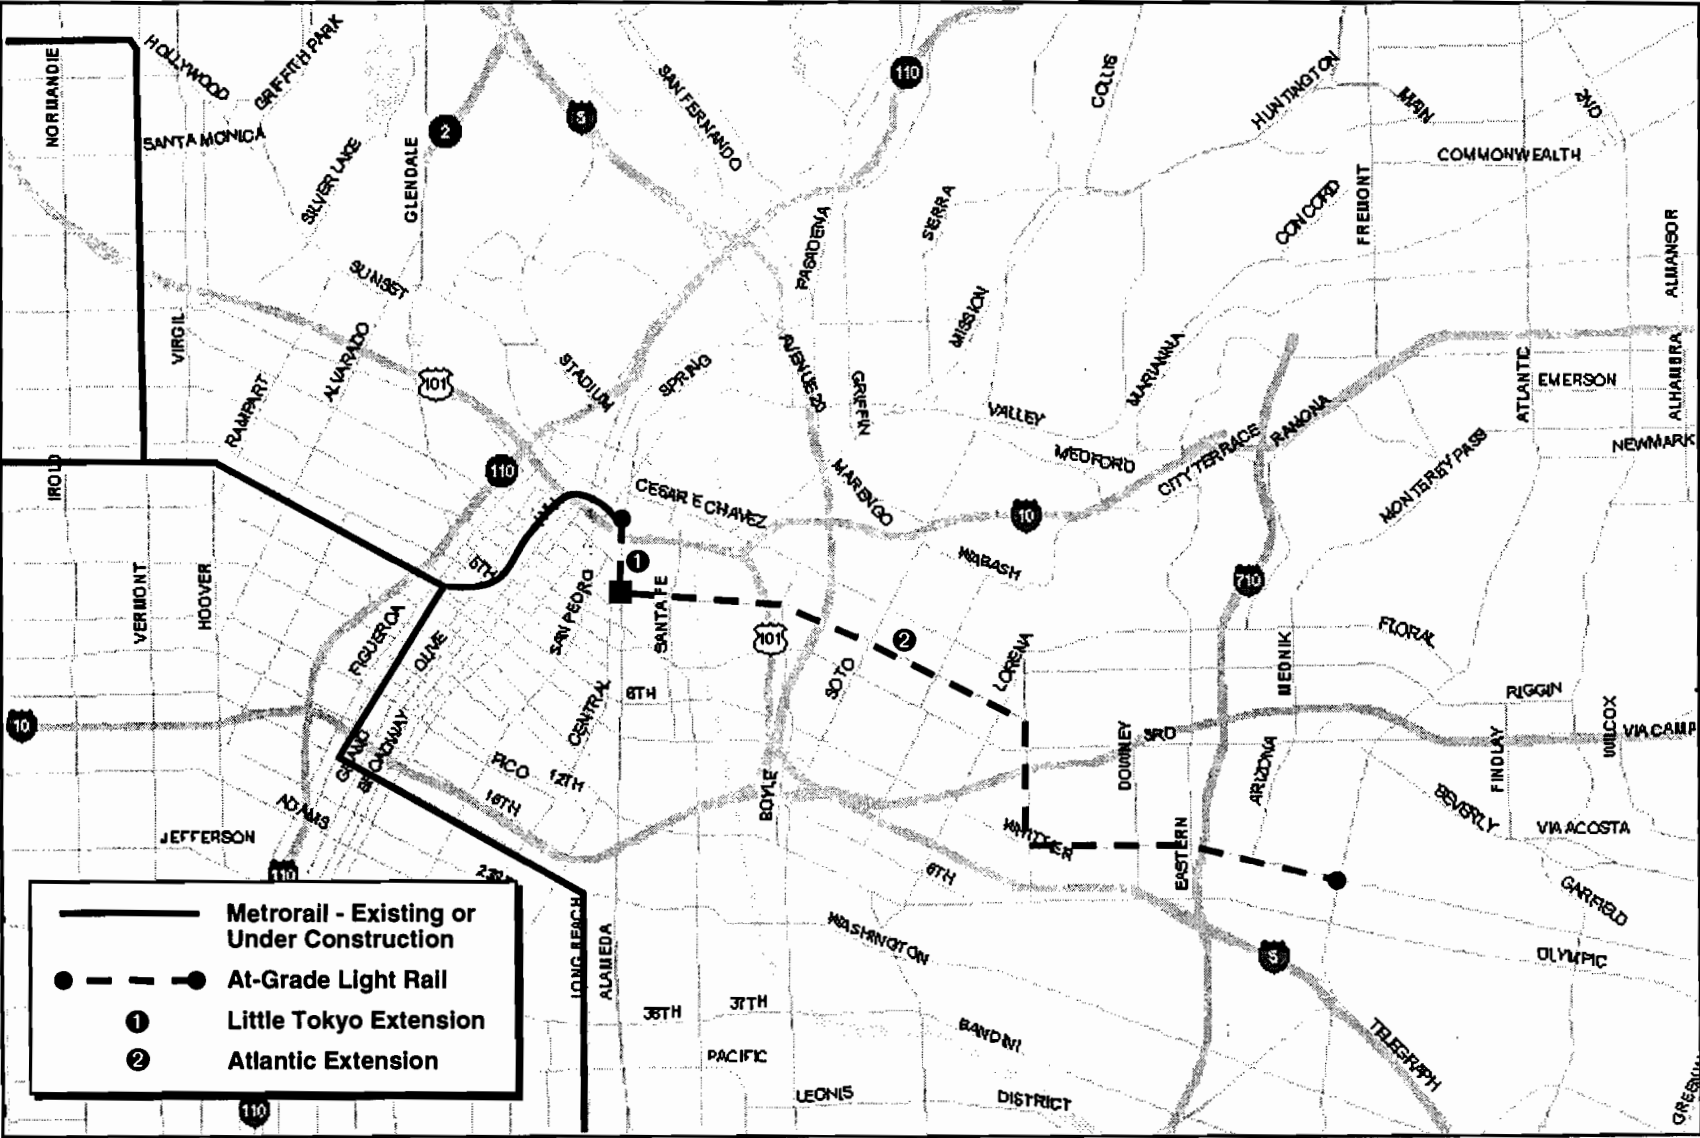 HOLLYWOOD
GRIFFITH PARK
NORMANDIE
SANTA MONICA
SILVER LAKE
GLENDALE
2
5
SAN FERNANDO
110
COLLIS
HUNTINGTON
MAIN
OAK
COMMONWEALTH
SIERRA
PASADENA
CONCORD
FREMONT
ALMANSOR
SUNSET
MISSION
VIRGIL
ALVARADO
RAMPART
101
STADIUM
SPRING
AVENUE 20
GRIFFIN
MARIANNA
VALLEY
MEDFORD
CITY TERRACE
RAMONA
ATLANTIC
EMERSON
ALHAMBRA
NEWMARK
MONTEREY PASS
IROLO
110
CESAR E CHAVEZ
MARENGO
10
WABASH
710
VERMONT
HOOVER
5TH
1
SAN PEDRO
SANTA FE
FIGUEROA
OLIVE
101
2
SOTO
LORENA
MEDNIK
FLORAL
RIGGIN
WILCOX
VIA CAMP
FINDLAY
10
GRAND
BROADWAY
CENTRAL
6TH
PICO
12TH
16TH
BOYLE
DOWNEY
3RD
ARIZONA
BEVERLY
VIA ACOSTA
ADAMS
JEFFERSON
WHITTIER
EASTERN
8TH
GARFIELD
110
LONG BEACH
ALAMEDA
WASHINGTON
5
OLYMPIC
38TH
37TH
BANDINI
TELEGRAPH
PACIFIC
LEONIS
DISTRICT
110
Metrorail - Existing or
Under Construction
At-Grade Light Rail
1 Little Tokyo Extension
2 Atlantic Extension